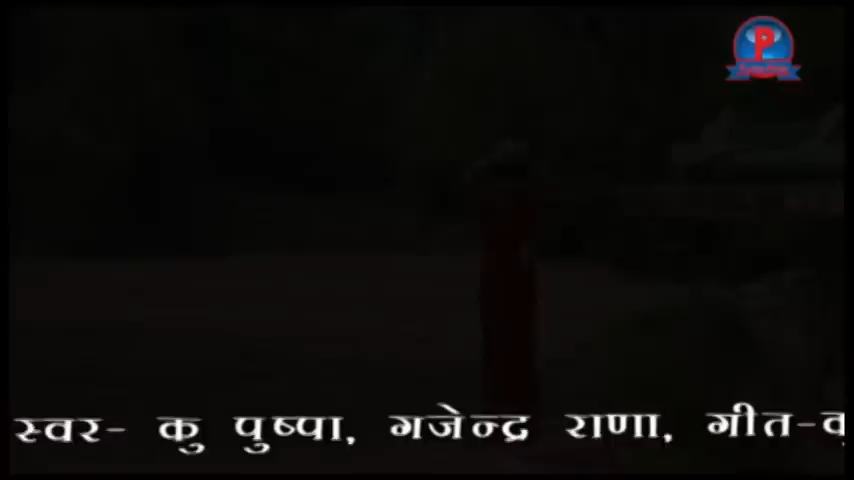 P
स्वर- कु पुष्पा, गजेन्द्र राणा, गीत-